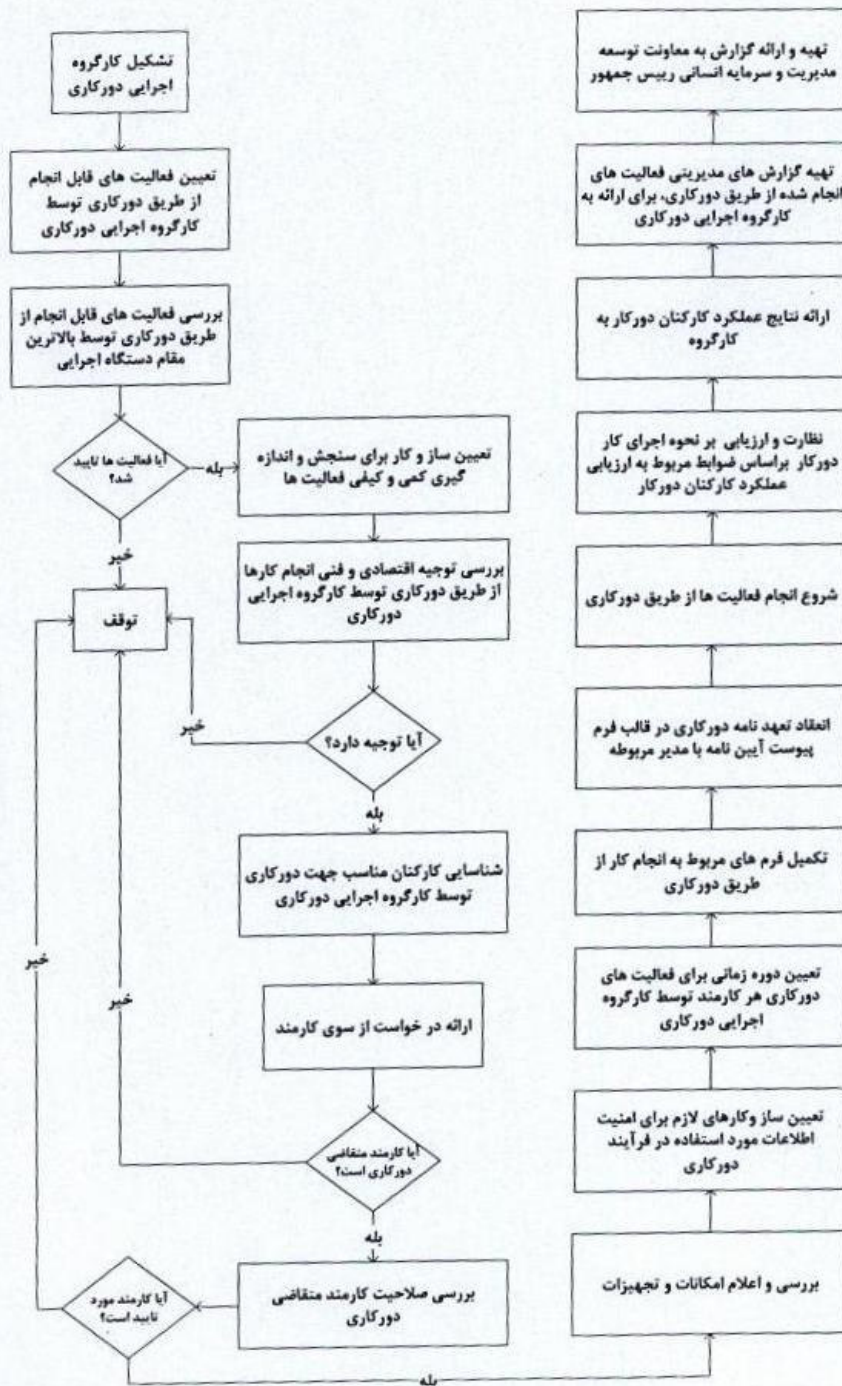 تشکیل کارگروه
اجرایی دورکاری
تعیین فعالیت های قابل انجام
از طریق دورکاری توسط
کارگروه اجرایی دورکاری
بررسی فعالیت های قابل انجام از
طریق دورکاری توسط بالاترین
مقام دستگاه اجرایی
آیا فعالیت ها تایید
شد؟
بله
خیر
توقف
تعیین ساز و کار برای سنجش و اندازه
گیری کمی و کیفی فعالیت ها
بررسی توجیه اقتصادی و فنی انجام کارها
از طریق دورکاری توسط کارگروه اجرایی
دورکاری
آیا توجیه دارد؟
خیر
بله
شناسایی کارکنان مناسب جهت دورکاری
توسط کارگروه اجرایی دورکاری
ارائه در خواست از سوی کارمند
آیا کارمند متقاضی
دورکاری است؟
خیر
بله
بررسی صلاحیت کارمند متقاضی
دورکاری
آیا کارمند مورد
تایید است؟
خیر
بله
بررسی و اعلام امکانات و تجهیزات
تعیین ساز وکارهای لازم برای امنیت
اطلاعات مورد استفاده در فرآیند
دورکاری
تعیین دوره زمانی برای فعالیت های
دورکاری هر کارمند توسط کارگروه
اجرایی دورکاری
تکمیل فرم های مربوط به انجام کار از
طریق دورکاری
انعقاد تعهد نامه دورکاری در قالب فرم
پیوست آیین نامه با مدیر مربوطه
شروع انجام فعالیت ها از طریق دورکاری
نظارت و ارزیابی بر نحوه اجرای کار
دورکار براساس ضوابط مربوط به ارزیابی
عملکرد کارکنان دورکار
ارائه نتایج عملکرد کارکنان دورکار به
کارگروه
تهیه گزارش های مدیریتی فعالیت های
انجام شده از طریق دورکاری، برای ارائه به
کارگروه اجرایی دورکاری
تهیه و ارائه گزارش به معاونت توسعه
مدیریت و سرمایه انسانی رییس جمهور